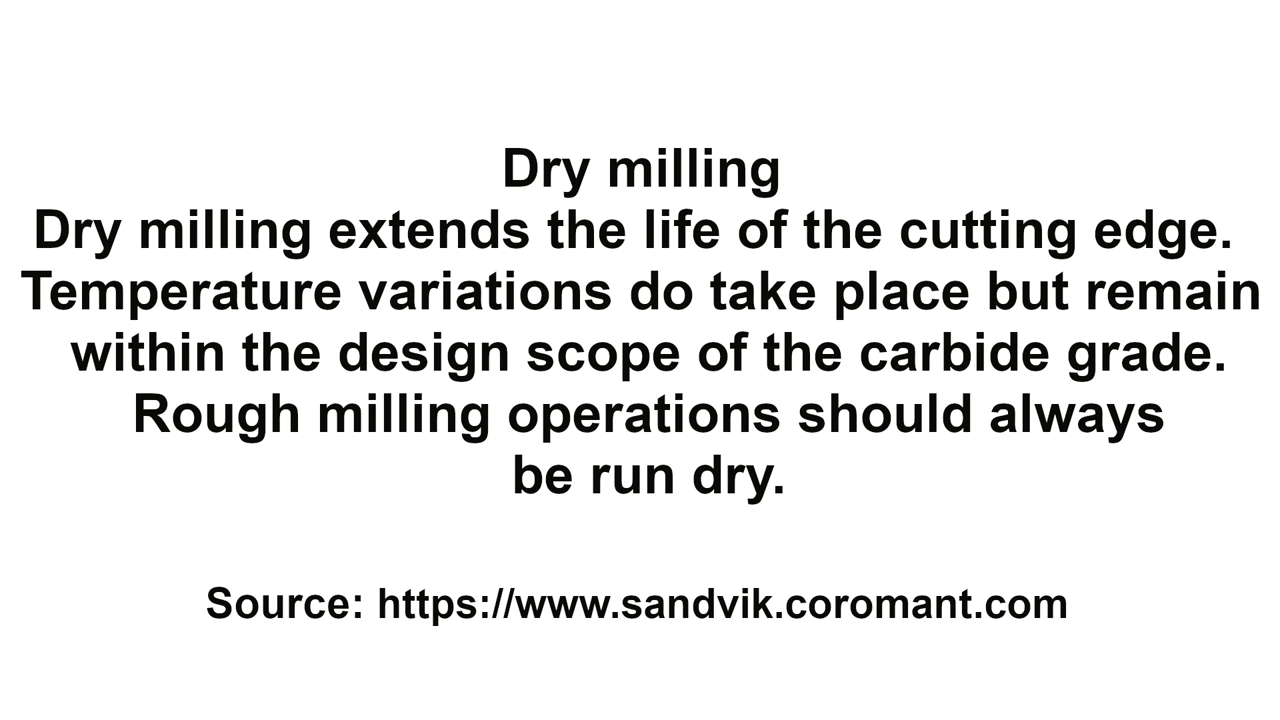 Dry milling
Dry milling extends the life of the cutting edge.
Temperature variations do take place but remain
within the design scope of the carbide grade.
Rough milling operations should always
be run dry.
Source: https://www.sandvik.coromant.com